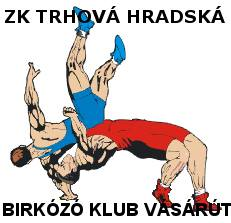 ZK TRHOVÁ HRADSKÁ
BIRKÓZÓ KLUB VÁSÁRÚT